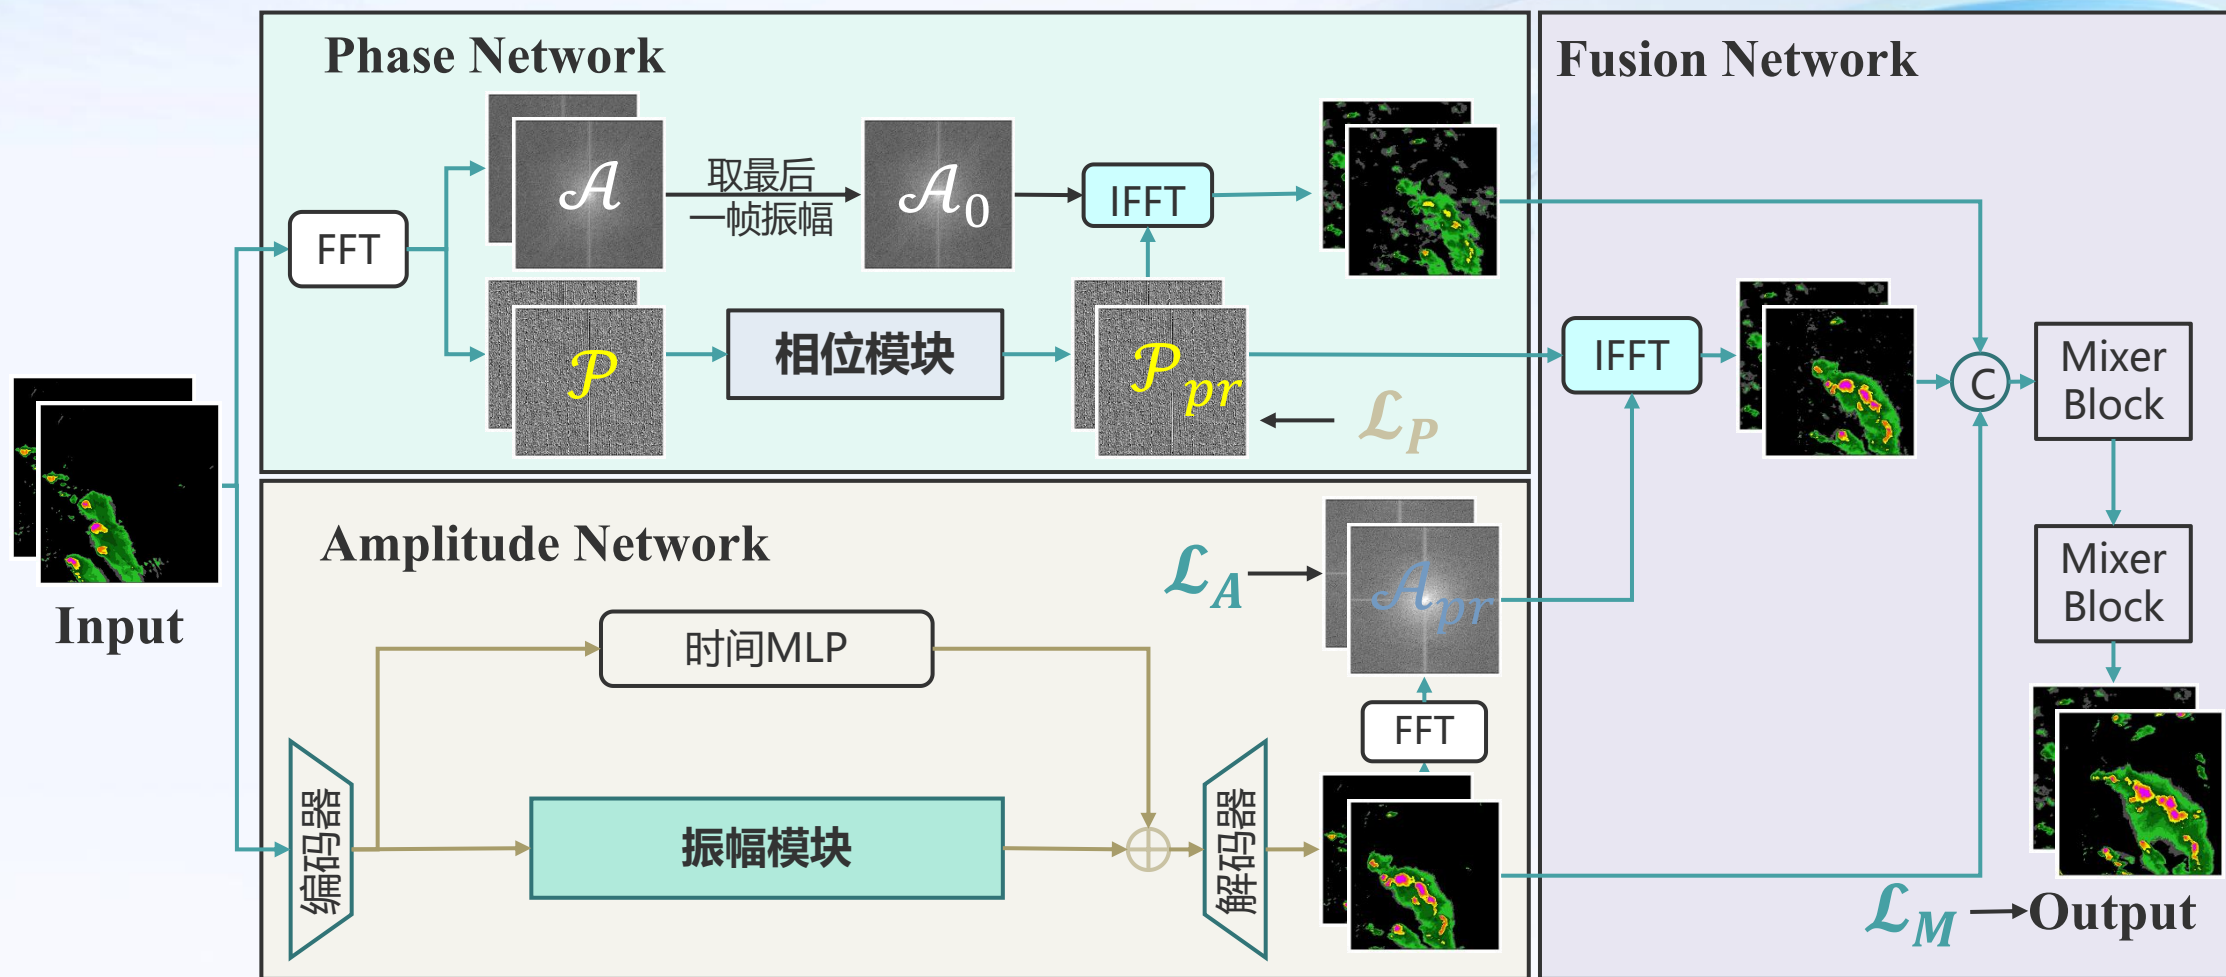 Phase Network
FFT
𝒜
取最后
一帧振幅
𝒜₀
IFFT
𝒫
相位模块
𝒫pr
ℒP
Input
Amplitude Network
编码器
时间MLP
振幅模块
解码器
ℒA
𝒜pr
FFT
Fusion Network
IFFT
C
Mixer
Block
Mixer
Block
ℒM
Output